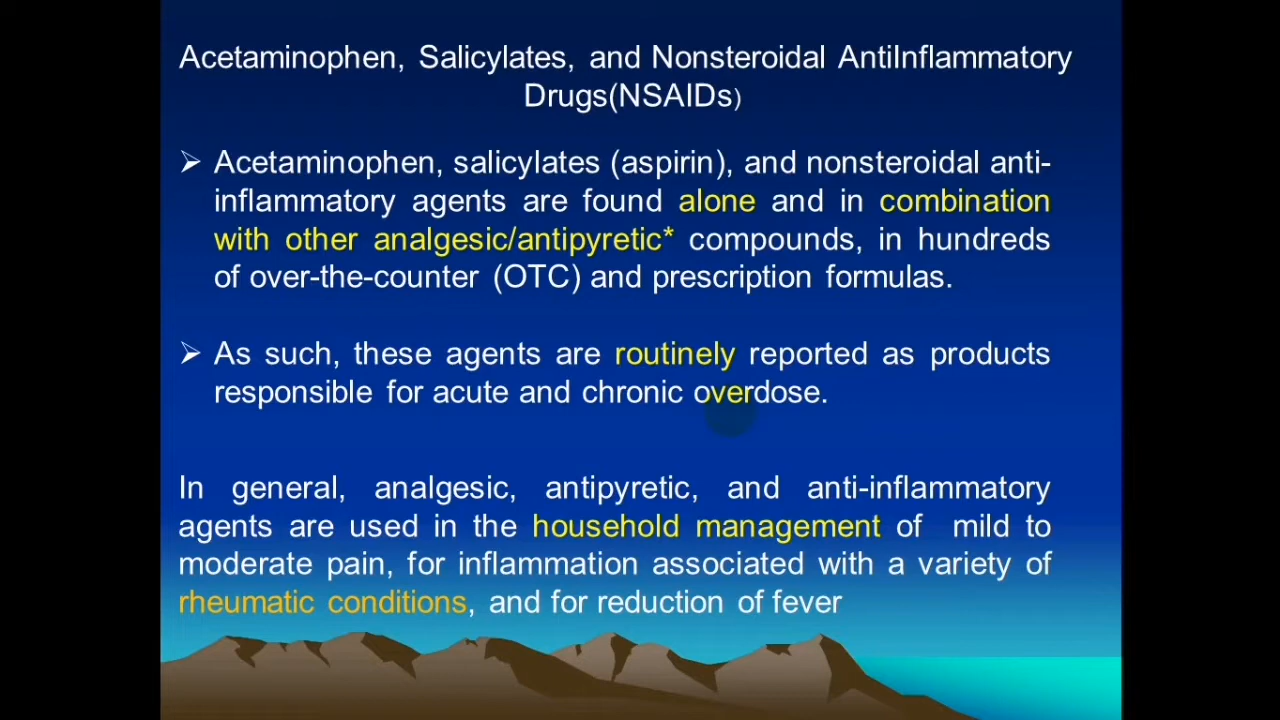 Acetaminophen, Salicylates, and Nonsteroidal AntiInflammatory
Drugs(NSAIDs)
➢ Acetaminophen, salicylates (aspirin), and nonsteroidal anti-
inflammatory agents are found alone and in combination
with other analgesic/antipyretic* compounds, in hundreds
of over-the-counter (OTC) and prescription formulas.
➢ As such, these agents are routinely reported as products
responsible for acute and chronic overdose.
In general, analgesic, antipyretic, and anti-inflammatory
agents are used in the household management of mild to
moderate pain, for inflammation associated with a variety of
rheumatic conditions, and for reduction of fever